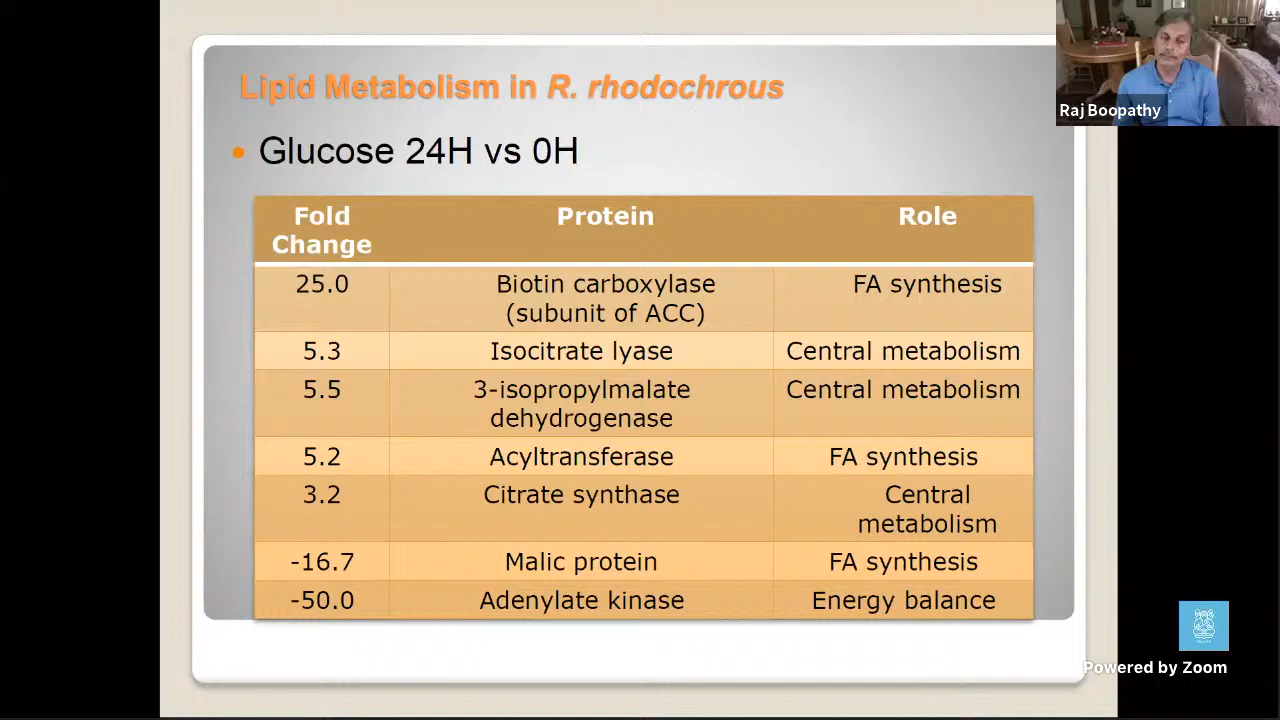 Lipid Metabolism in R. rhodochrous
Raj Boopathy
• Glucose 24H vs 0H
Fold Change Protein Role
25.0 Biotin carboxylase (subunit of ACC) FA synthesis
5.3 Isocitrate lyase Central metabolism
5.5 3-isopropylmalate dehydrogenase Central metabolism
5.2 Acyltransferase FA synthesis
3.2 Citrate synthase Central metabolism
-16.7 Malic protein FA synthesis
-50.0 Adenylate kinase Energy balance
Powered by Zoom